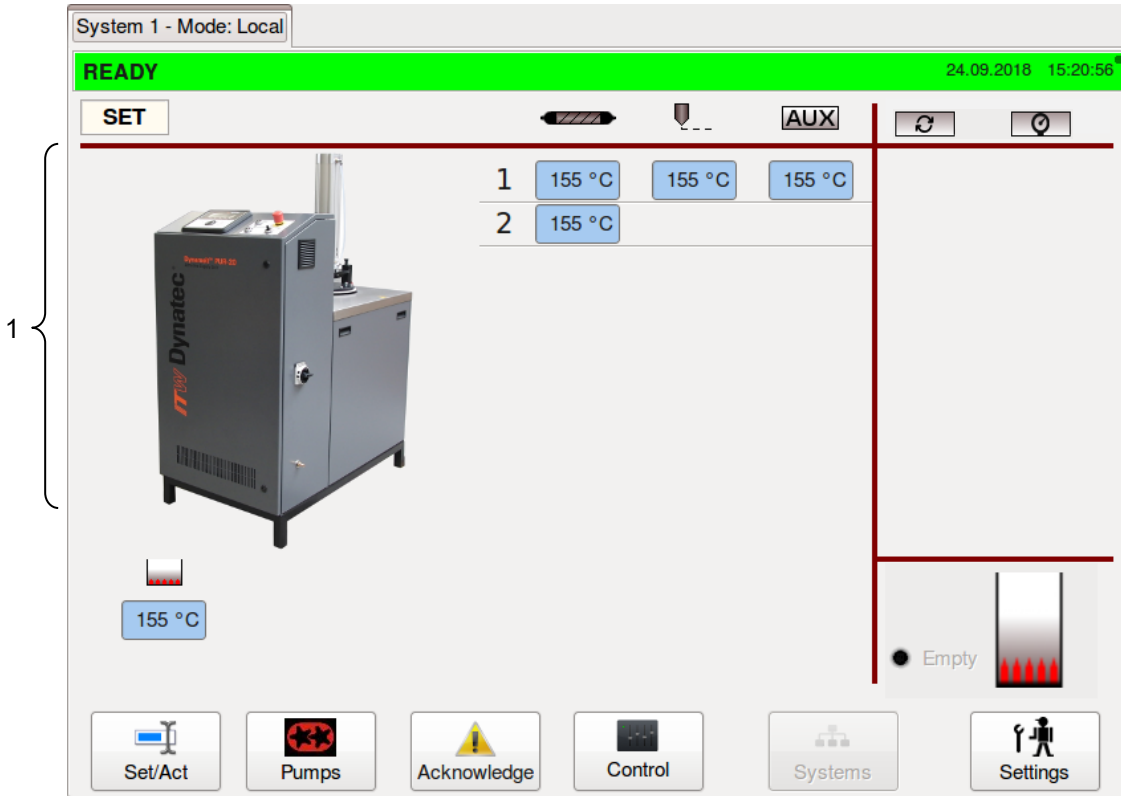 System 1 - Mode: Local
READY 24.09.2018 15:20:56
SET AUX
1 155 °C 155 °C 155 °C
2 155 °C
1
ITW Dynatec
155 °C
Empty
Set/Act Pumps Acknowledge Control Systems Settings